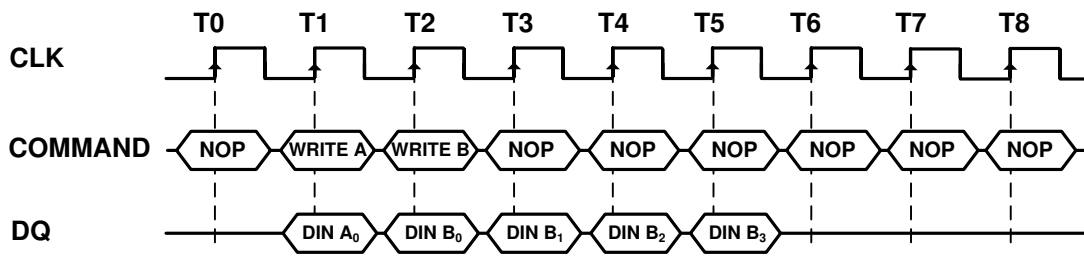 T0 T1 T2 T3 T4 T5 T6 T7 T8
CLK
COMMAND NOP WRITE A WRITE B NOP NOP NOP NOP NOP NOP
DQ DIN A₀ DIN B₀ DIN B₁ DIN B₂ DIN B₃